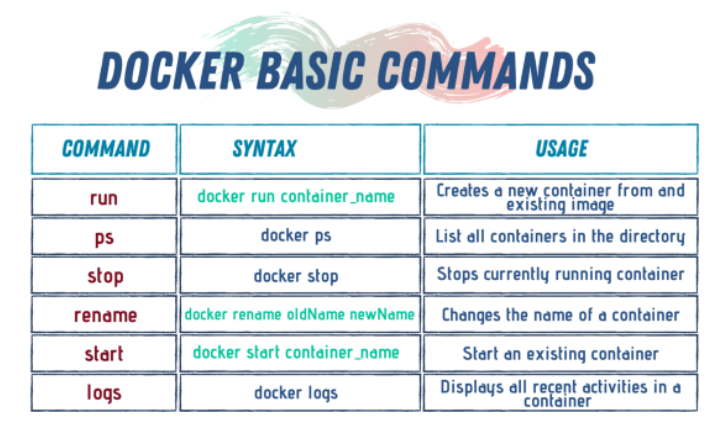 DOCKER BASIC COMMANDS
COMMAND SYNTAX USAGE
run docker run container_name Creates a new container from and
existing image
ps docker ps List all containers in the directory
stop docker stop Stops currently running container
rename docker rename oldName newName Changes the name of a container
start docker start container_name Start an existing container
logs docker logs Displays all recent activities in a
container